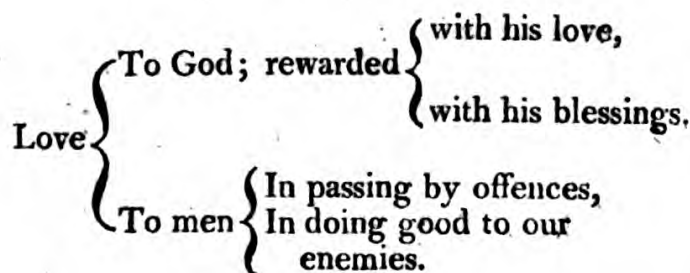 with his love,
To God; rewarded
with his blessings.
Love
In passing by offences,
To men In doing good to our
enemies.